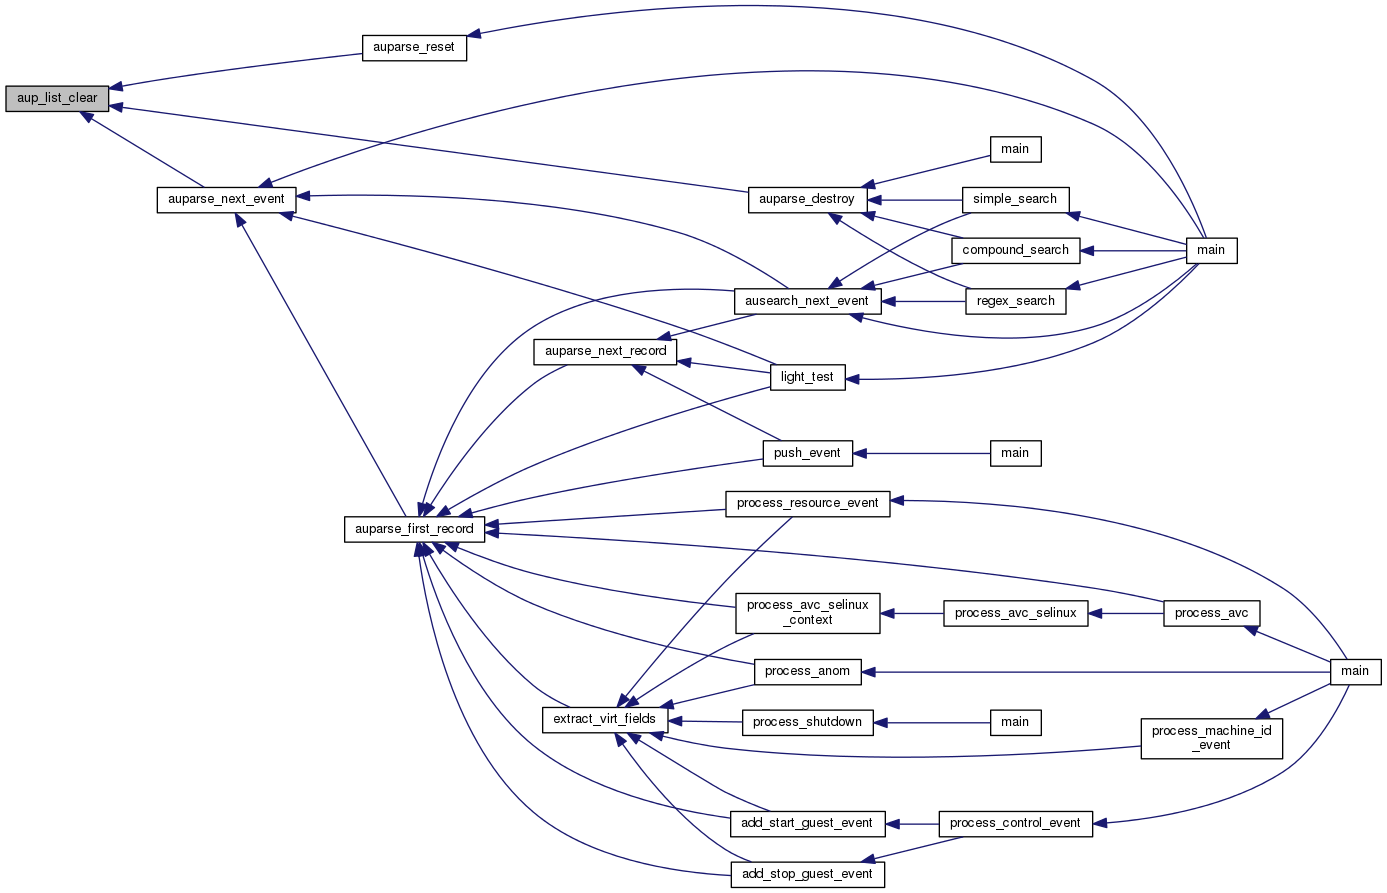 auparse_reset
aup_list_clear
main
auparse_next_event
auparse_destroy
simple_search
compound_search
main
ausearch_next_event
regex_search
auparse_next_record
light_test
push_event
main
process_resource_event
auparse_first_record
process_avc_selinux
_context
process_avc_selinux
process_avc
process_anom
main
extract_virt_fields
process_shutdown
main
process_machine_id
_event
add_start_guest_event
process_control_event
add_stop_guest_event